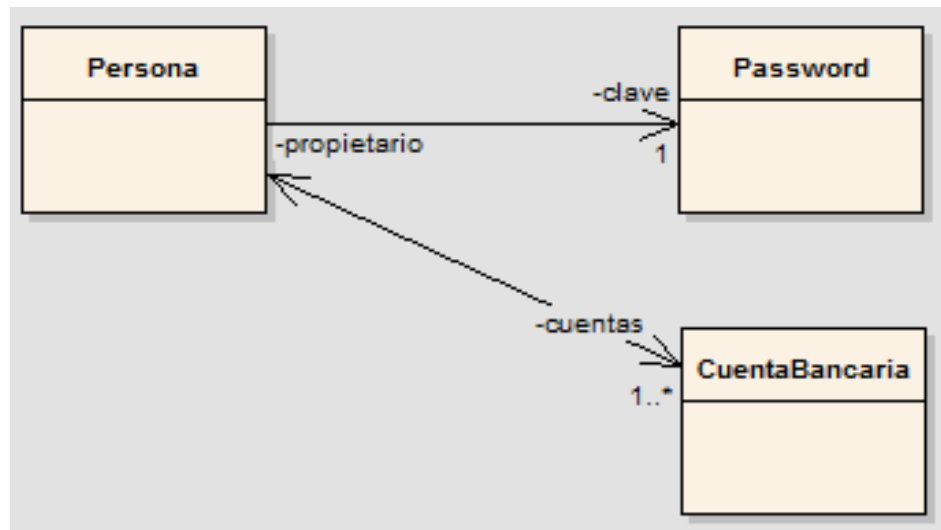 Persona
Password
-clave
-propietario
1
-cuentas
1..*
CuentaBancaria